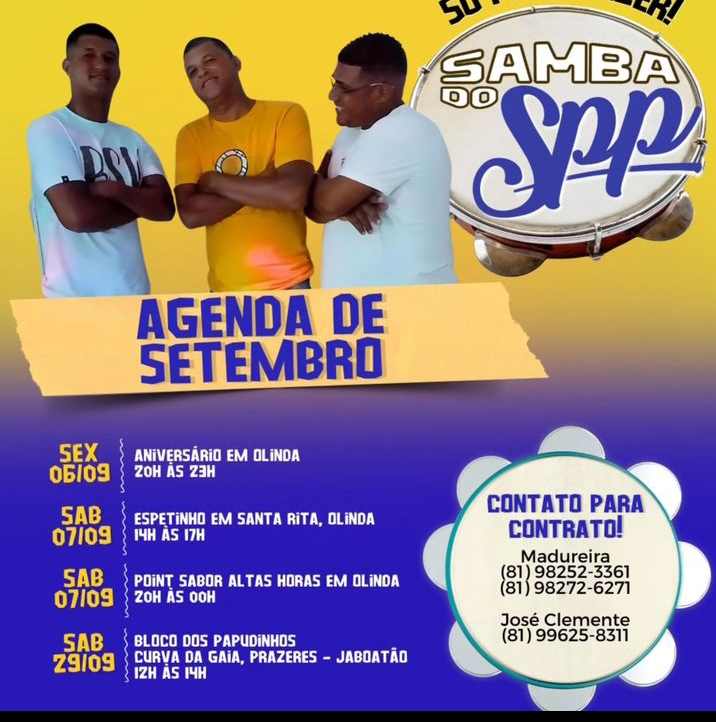 SAMBA
DO
Spp
BSV
AGENDA DE
SETEMBRO
SEX
06/09
ANIVERSÁRIO EM OLINDA
20H ÀS 23H
SAB
07/09
ESPETINHO EM SANTA RITA, OLINDA
14H ÀS 17H
SAB
07/09
POINT SABOR ALTAS HORAS EM OLINDA
20H ÀS 00H
SAB
29/09
BLOCO DOS PAPUDINHOS
CURVA DA GAIA, PRAZERES - JABOATÃO
12H ÀS 14H
CONTATO PARA
CONTRATO!
Madureira
(81) 98252-3361
(81) 98272-6271
José Clemente
(81) 99625-8311